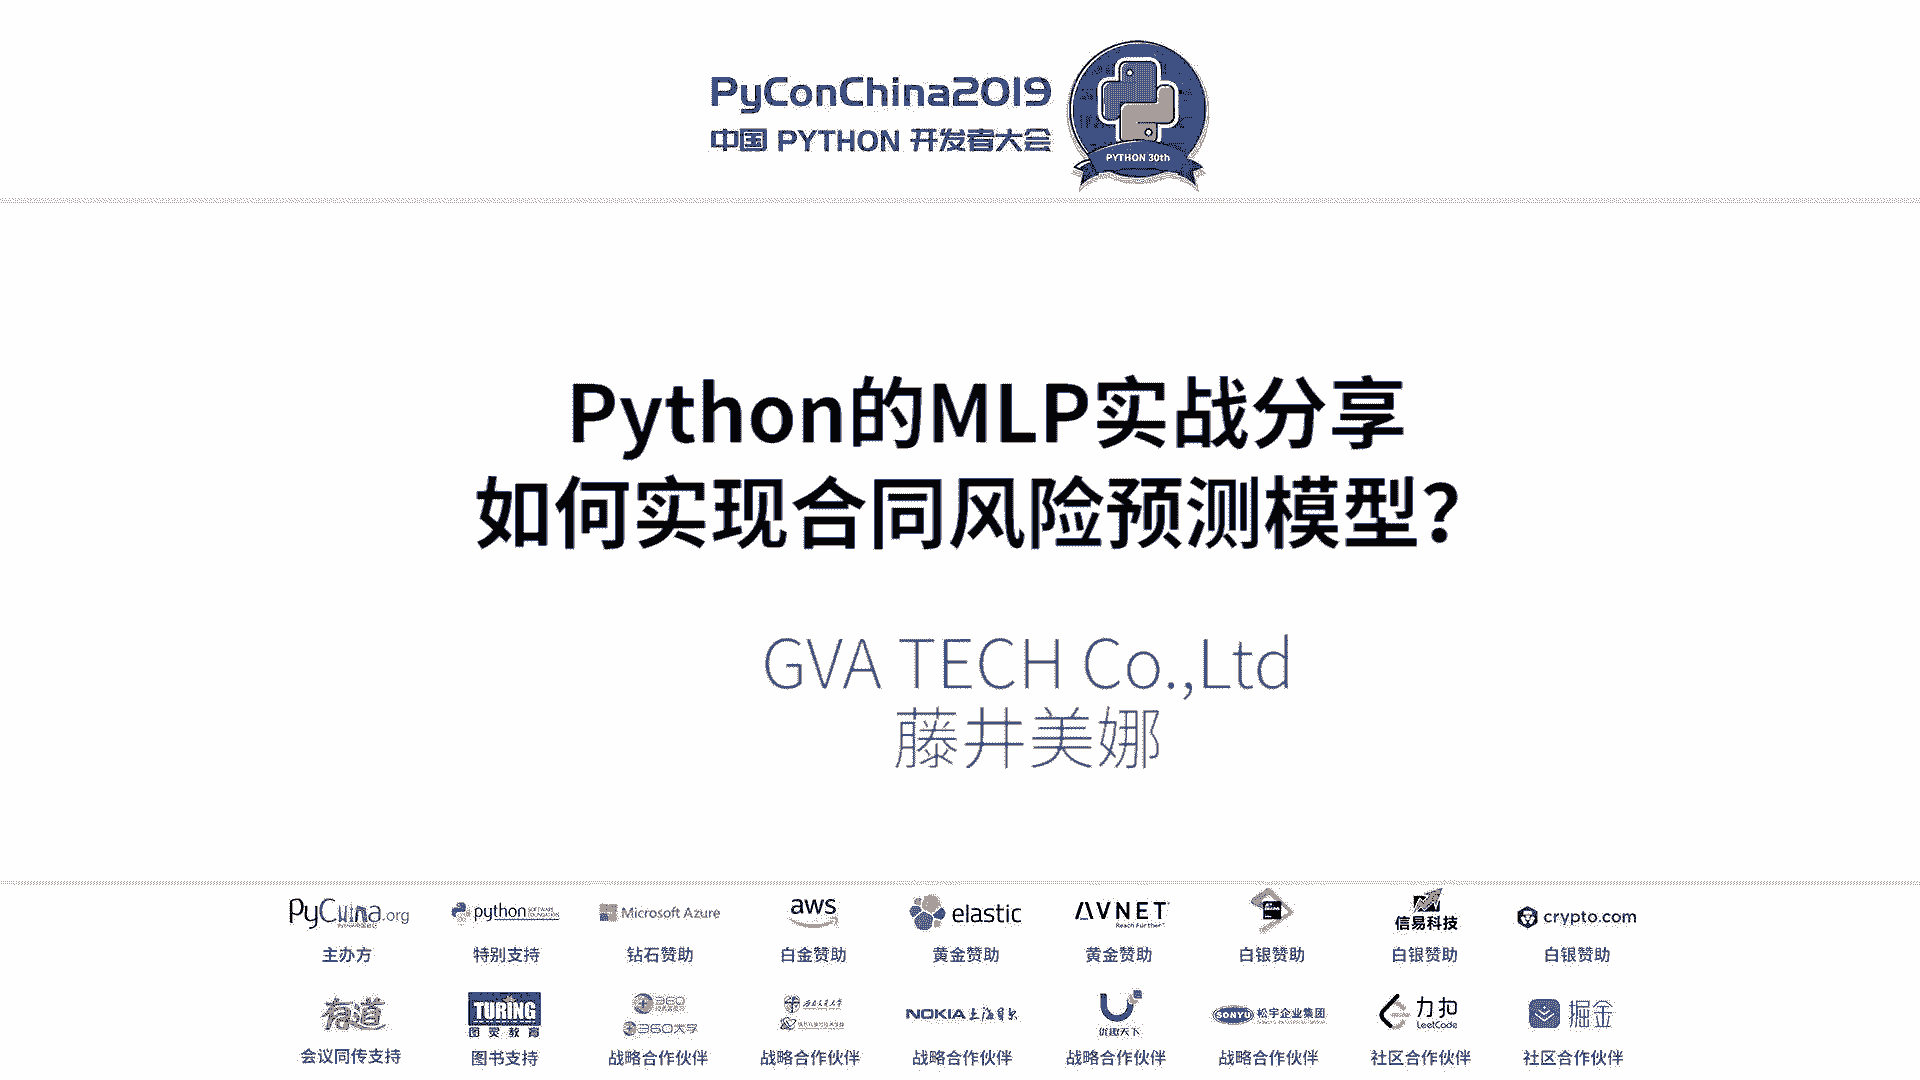 PyConChina2019
中国 PYTHON 开发者大会
PYTHON 30th
Python的MLP实战分享
如何实现合同风险预测模型？
GVA TECH Co.,Ltd
藤井美娜
PyChina.org
python
Microsoft Azure
aws
elastic
AVNET
Reach Further
信易科技
crypto.com
主办方
特别支持
钻石赞助
白金赞助
黄金赞助
黄金赞助
白银赞助
白银赞助
白银赞助
有道
TURING
图灵教育
360大学
NOKIA 上海贝尔
优趣天下
SONYU 松宇企业集团
力扣
LeetCode
掘金
会议同传支持
图书支持
战略合作伙伴
战略合作伙伴
战略合作伙伴
战略合作伙伴
战略合作伙伴
社区合作伙伴
社区合作伙伴